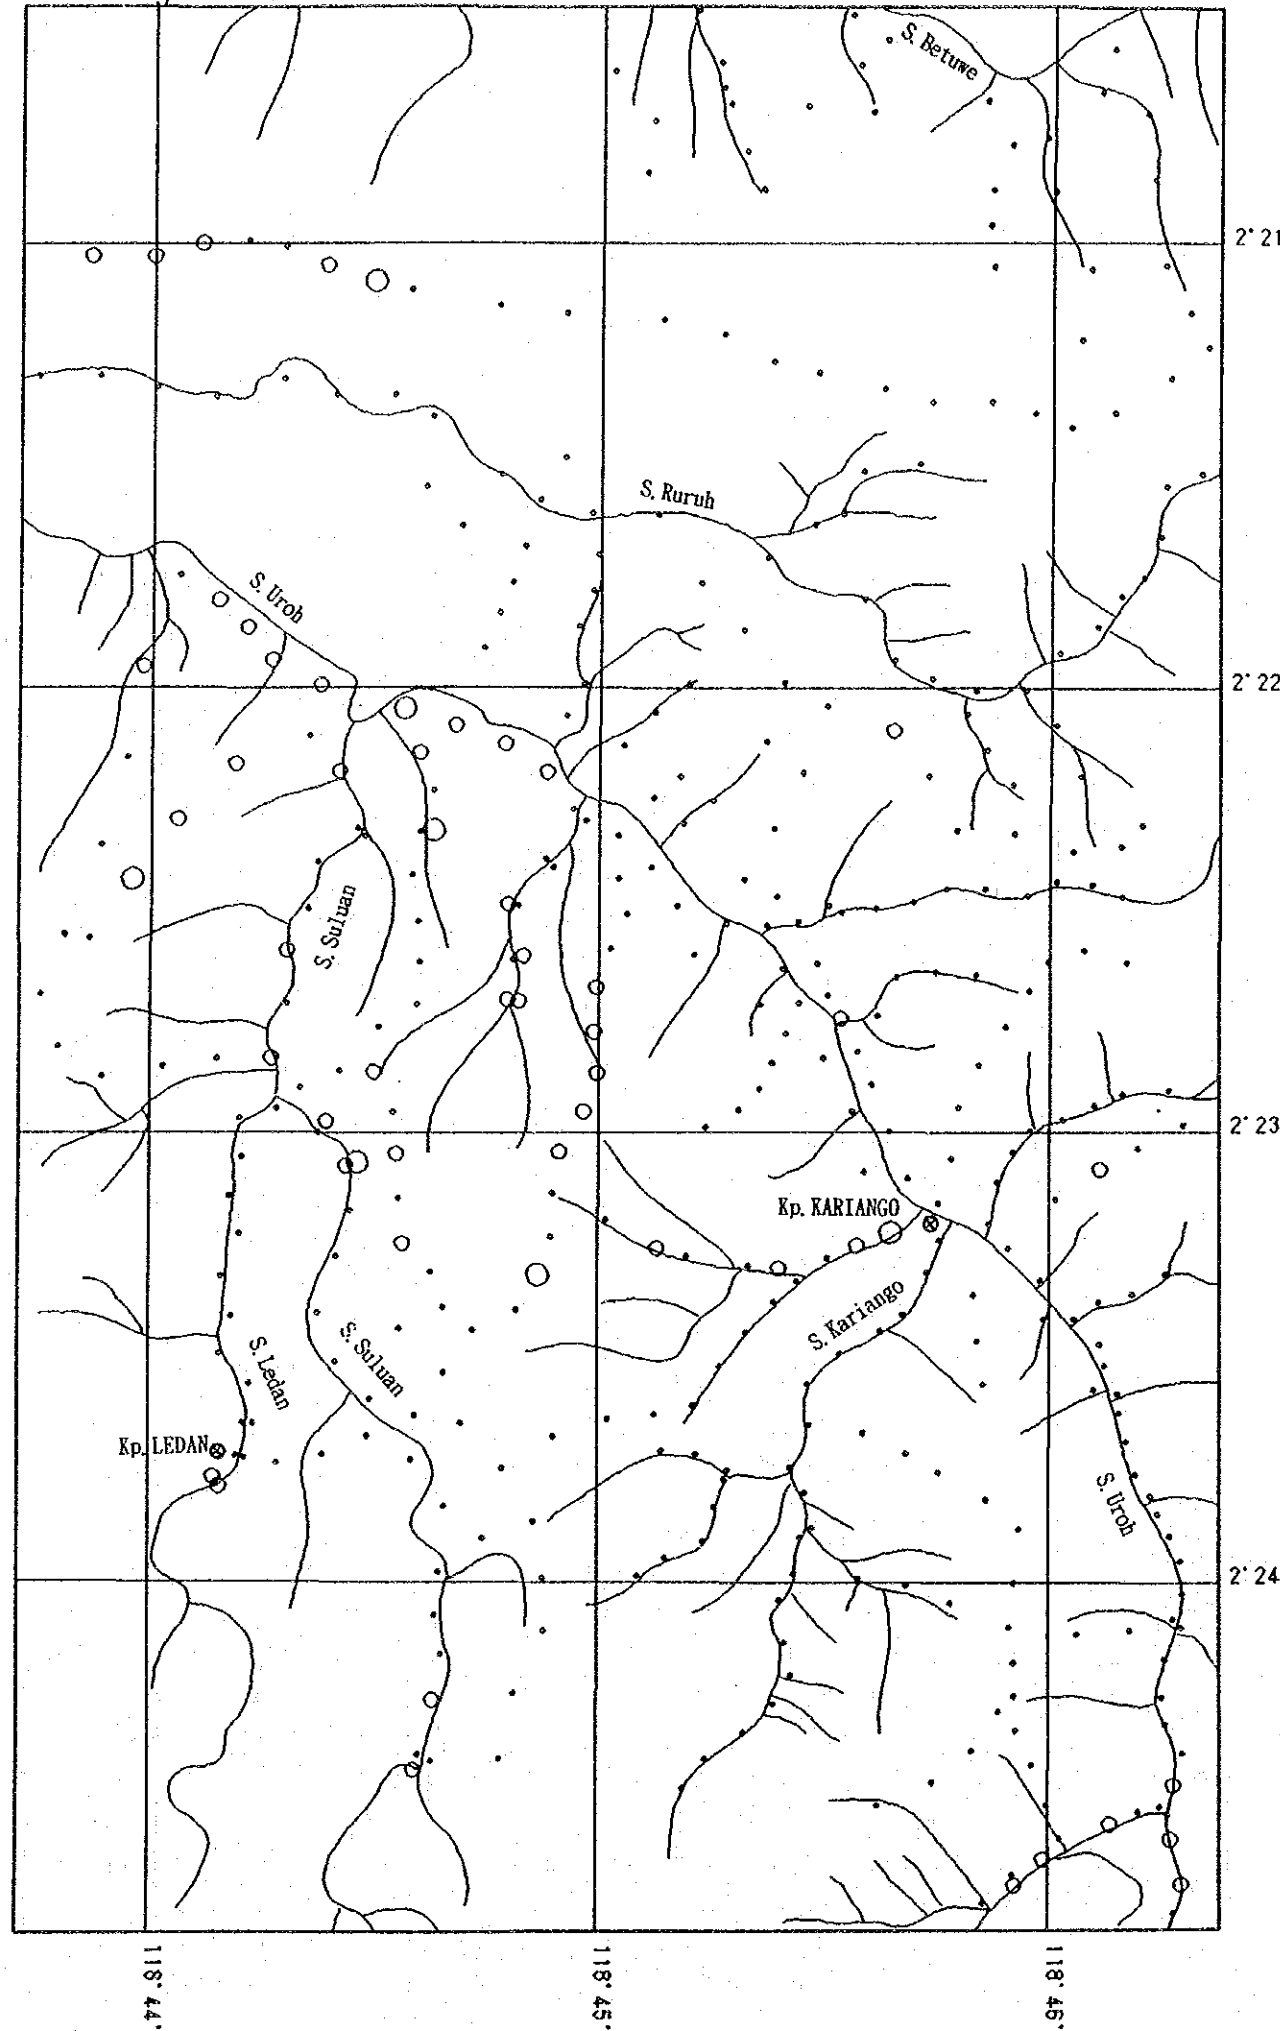 S. Betuwe
2° 21
S. Ruruh
S. Uroh
2° 22
S. Suluan
2° 23
Kp. KARIANGO
S. Kariango
S. Ledan
S. Suluan
Kp. LEDAN
S. Uroh
2° 24
118° 44'
118° 45'
118° 46'